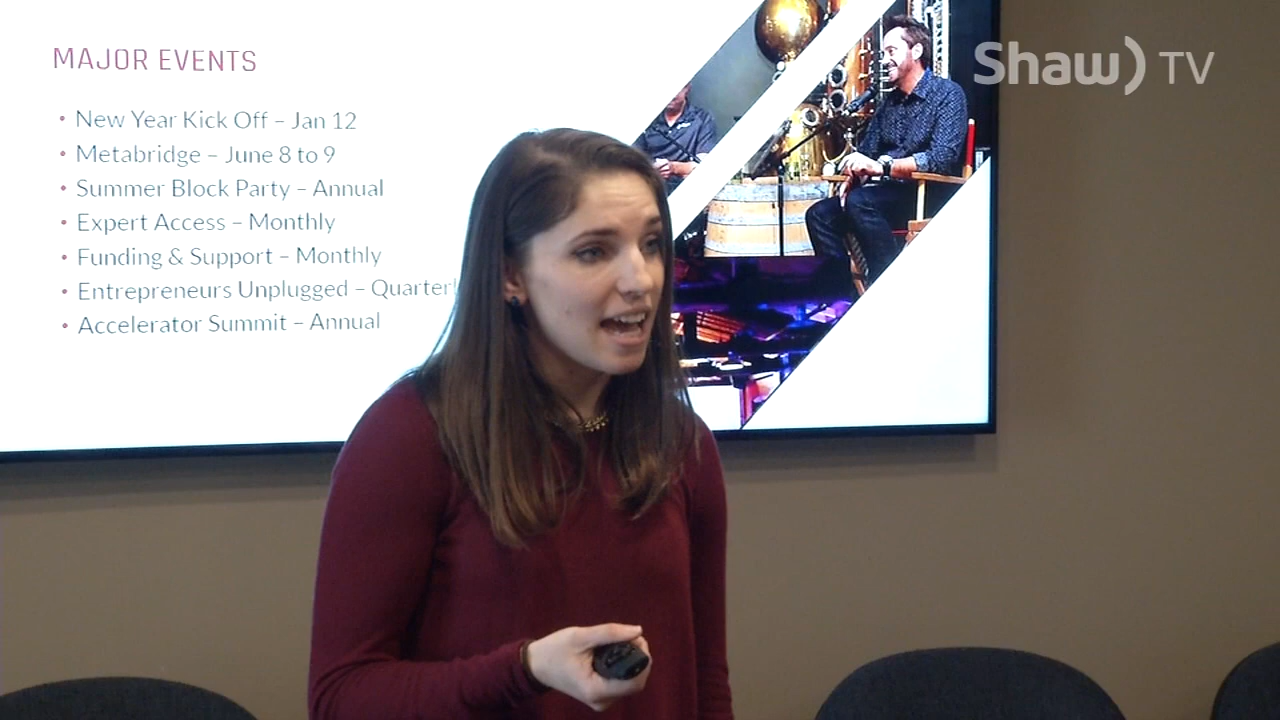 MAJOR EVENTS
Shaw) TV
• New Year Kick Off – Jan 12
• Metabridge – June 8 to 9
• Summer Block Party – Annual
• Expert Access – Monthly
• Funding & Support – Monthly
• Entrepreneurs Unplugged – Quarterl
• Accelerator Summit – Annual